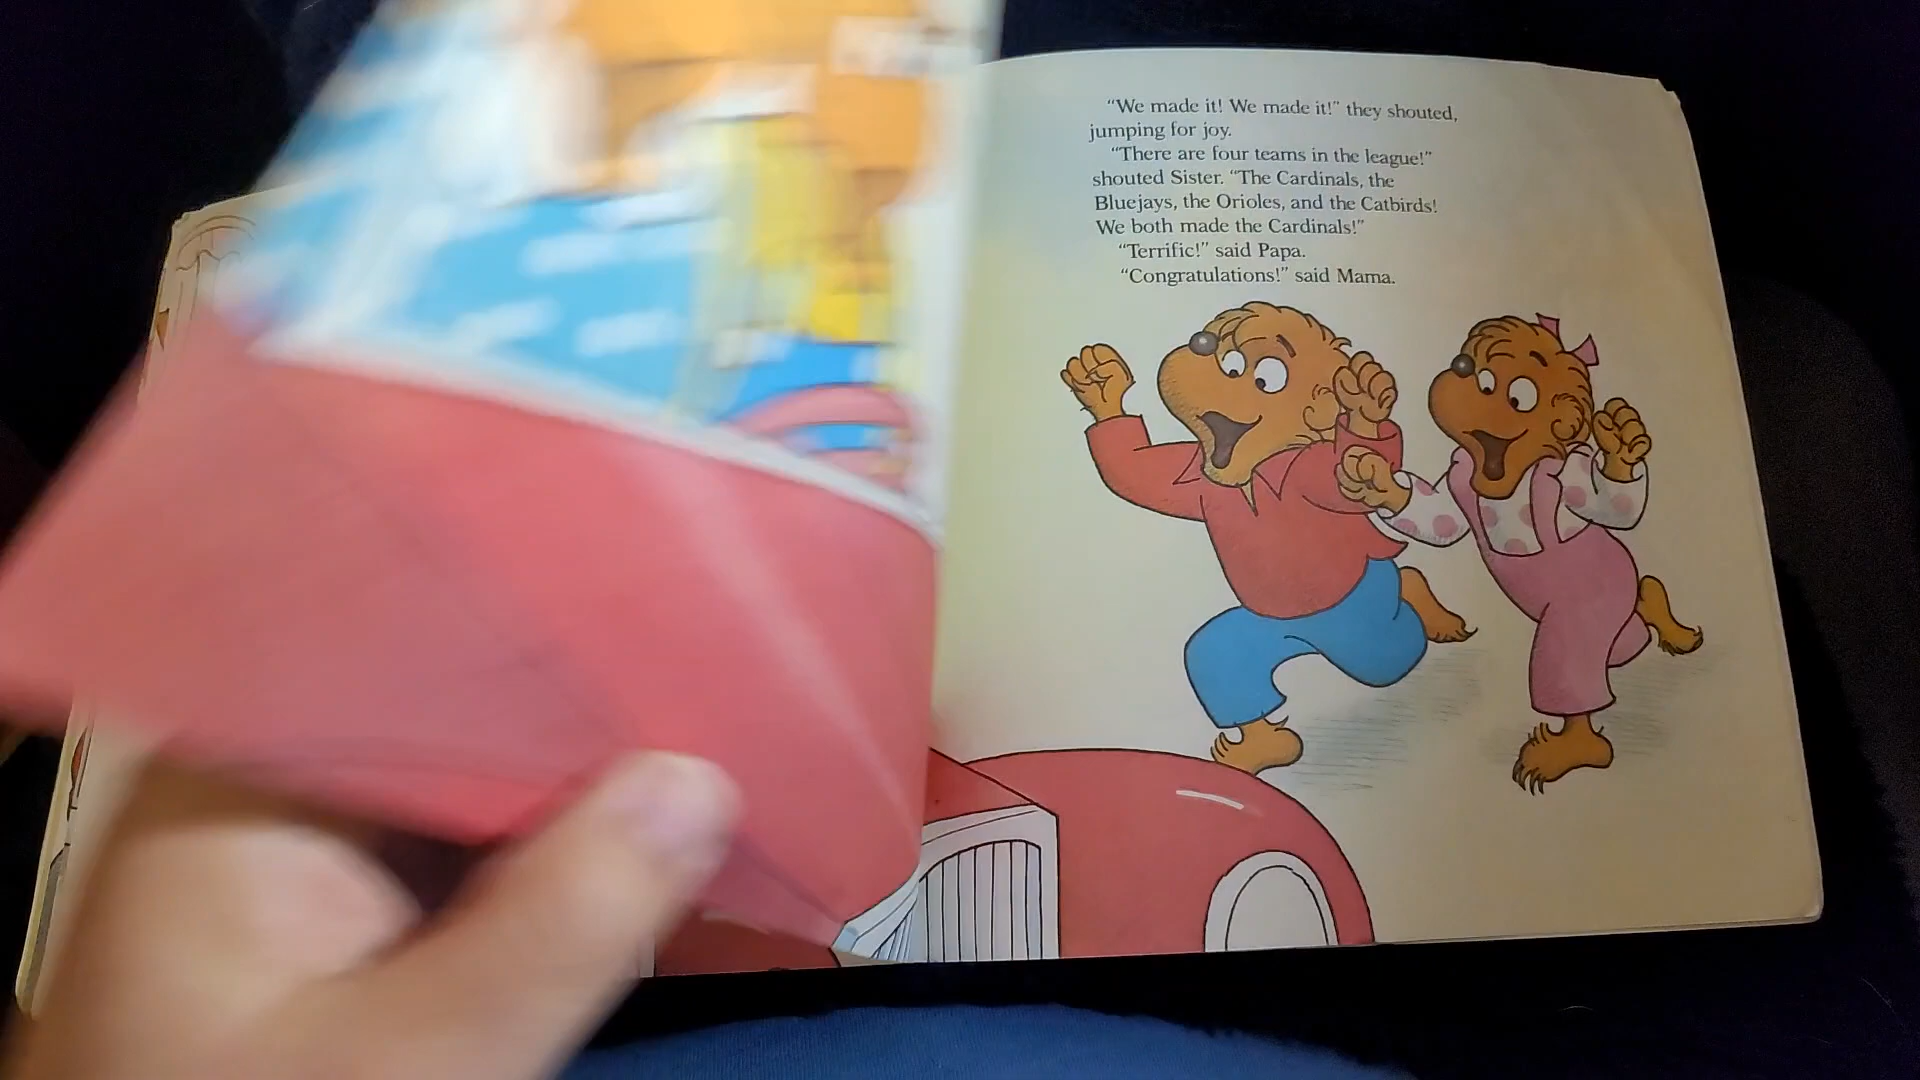 “We made it! We made it!” they shouted,
jumping for joy.
“There are four teams in the league!”
shouted Sister. “The Cardinals, the
Bluejays, the Orioles, and the Catbirds!
We both made the Cardinals!”
“Terrific!” said Papa.
“Congratulations!” said Mama.